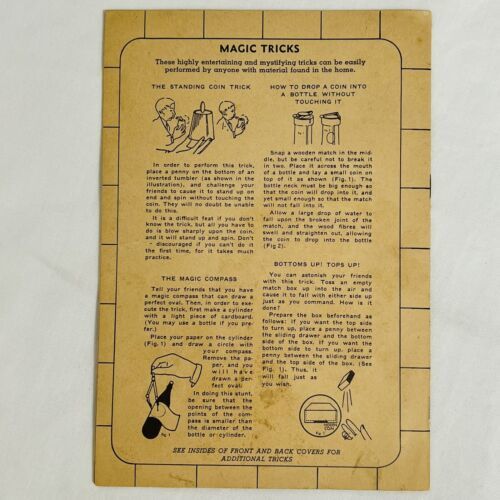 MAGIC TRICKS
These highly entertaining and mystifying tricks can be easily
performed by anyone with material found in the home.
THE STANDING COIN TRICK
In order to perform this trick,
place a penny on the bottom of an
inverted tumbler (as shown in the
illustration), and challenge your
friends to cause it to stand up on
end and spin without touching the
coin. They will no doubt be unable
to do this.
It is a difficult feat if you don't
know the trick, but all you have to
do is blow sharply upon the coin,
and it will stand up and spin. Don't
- discouraged if you can't do it
the first time, for it takes much
practice.
THE MAGIC COMPASS
Tell your friends that you have
a magic compass that can draw a
perfect oval. Then, in order to exec-
ute the trick, first make a cylinder
with a light piece of cardboard.
(You may use a bottle if you pre-
fer.)
Place your paper on the cylinder
(Fig. 1) and draw a circle with
your compass.
Remove the pa-
per, and you
will have
drawn a per-
fect oval.
In doing this stunt,
be sure that the
opening between the
points of the com-
pass is smaller than
the diameter of the
bottle or cylinder.
Fig 1
HOW TO DROP A COIN INTO
A BOTTLE WITHOUT
TOUCHING IT
Snap a wooden match in the mid-
dle, but be careful not to break it
in two. Place it across the mouth
of a bottle and lay a small coin on
top of it as shown (Fig. 1). The
bottle neck must be big enough so
that the coin will drop into it, and
yet small enough so that the match
will not fall into it.
Allow a large drop of water to
fall upon the broken joint of the
match, and the wood fibres will
swell and straighten out, allowing
the coin to drop into the bottle
(Fig 2).
BOTTOMS UP! TOPS UP!
You can astonish your friends
with this trick. Toss an empty
match box up into the air and
cause it to fall with either side up
just as you command. How is it
done?
Prepare the box beforehand as
follows: If you want the top side
to turn up, place a penny between
the sliding drawer and the bottom
side of the box. If you want the
bottom side to turn up, place a
penny between the sliding drawer
and the top side of the box. (See
Fig. 1). Thus, it
will fall just as
you wish.
COIN
SEE INSIDES OF FRONT AND BACK COVERS FOR
ADDITIONAL TRICKS